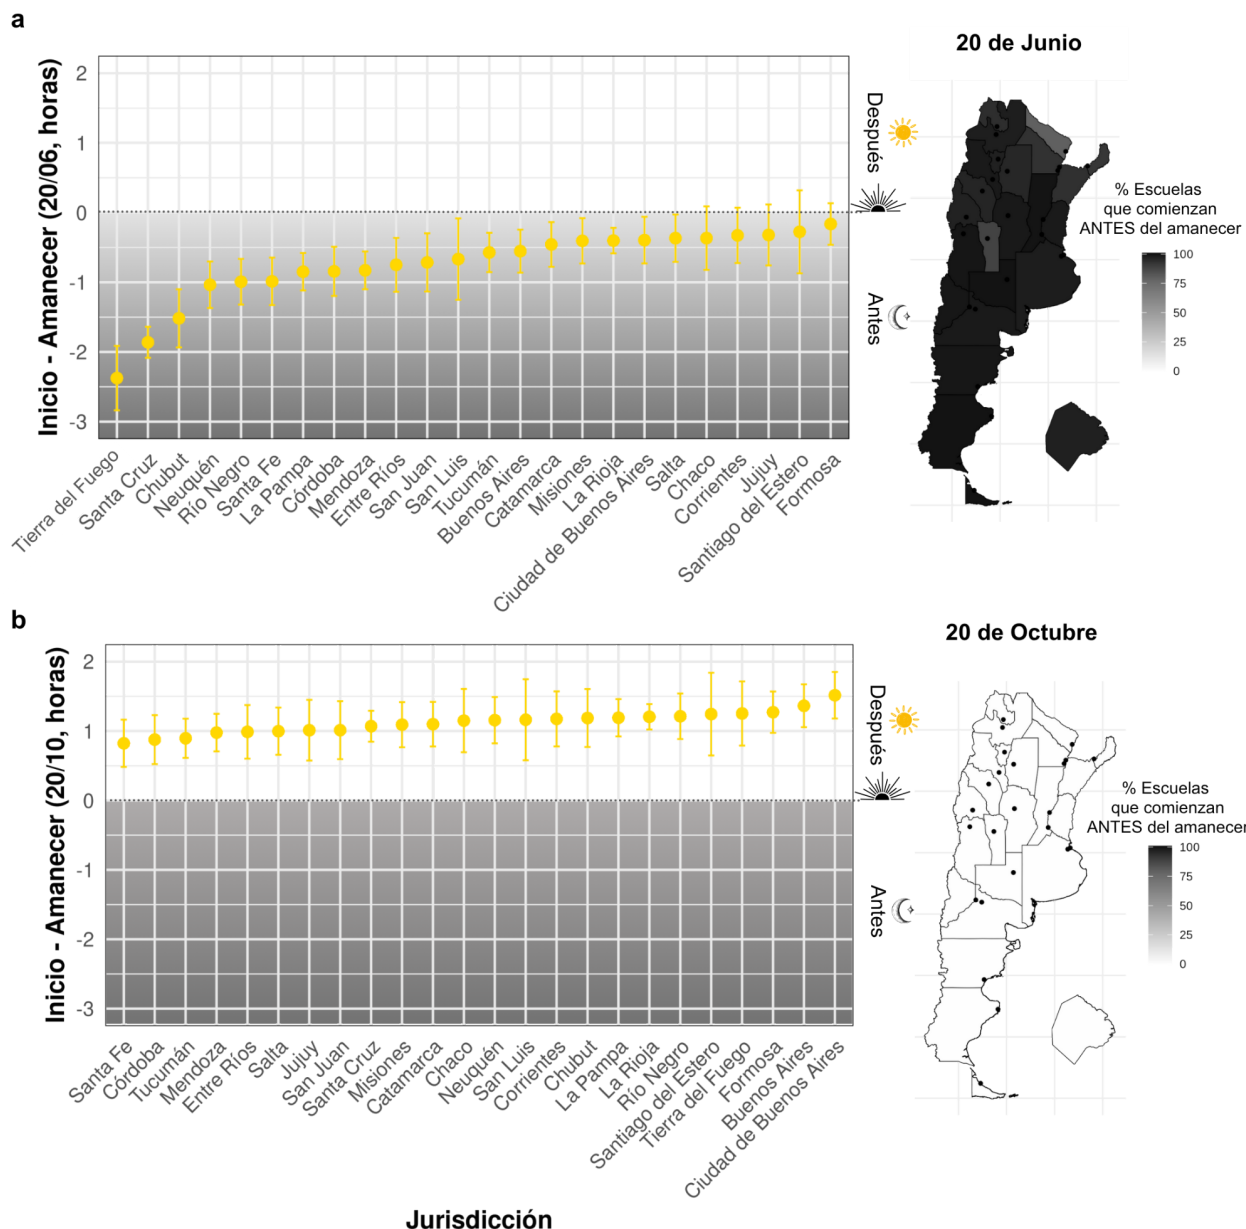 a
20 de Junio
Inicio - Amanecer (20/06, horas)
2
1
0
-1
-2
-3
Después
Antes
% Escuelas
que comienzan
ANTES del amanecer
100
75
50
25
0
Tierra del Fuego
Santa Cruz
Chubut
Neuquén
Río Negro
Santa Fe
La Pampa
Córdoba
Mendoza
Entre Ríos
San Juan
San Luis
Tucumán
Buenos Aires
Catamarca
Misiones
La Rioja
Ciudad de Buenos Aires
Salta
Chaco
Corrientes
Jujuy
Santiago del Estero
Formosa
b
20 de Octubre
Inicio - Amanecer (20/10, horas)
2
1
0
-1
-2
-3
Después
Antes
% Escuelas
que comienzan
ANTES del amanecer
100
75
50
25
0
Santa Fe
Córdoba
Tucumán
Mendoza
Entre Ríos
Salta
Jujuy
San Juan
Santa Cruz
Misiones
Catamarca
Chaco
Neuquén
San Luis
Corrientes
Chubut
La Pampa
La Rioja
Río Negro
Santiago del Estero
Tierra del Fuego
Formosa
Buenos Aires
Ciudad de Buenos Aires
Jurisdicción